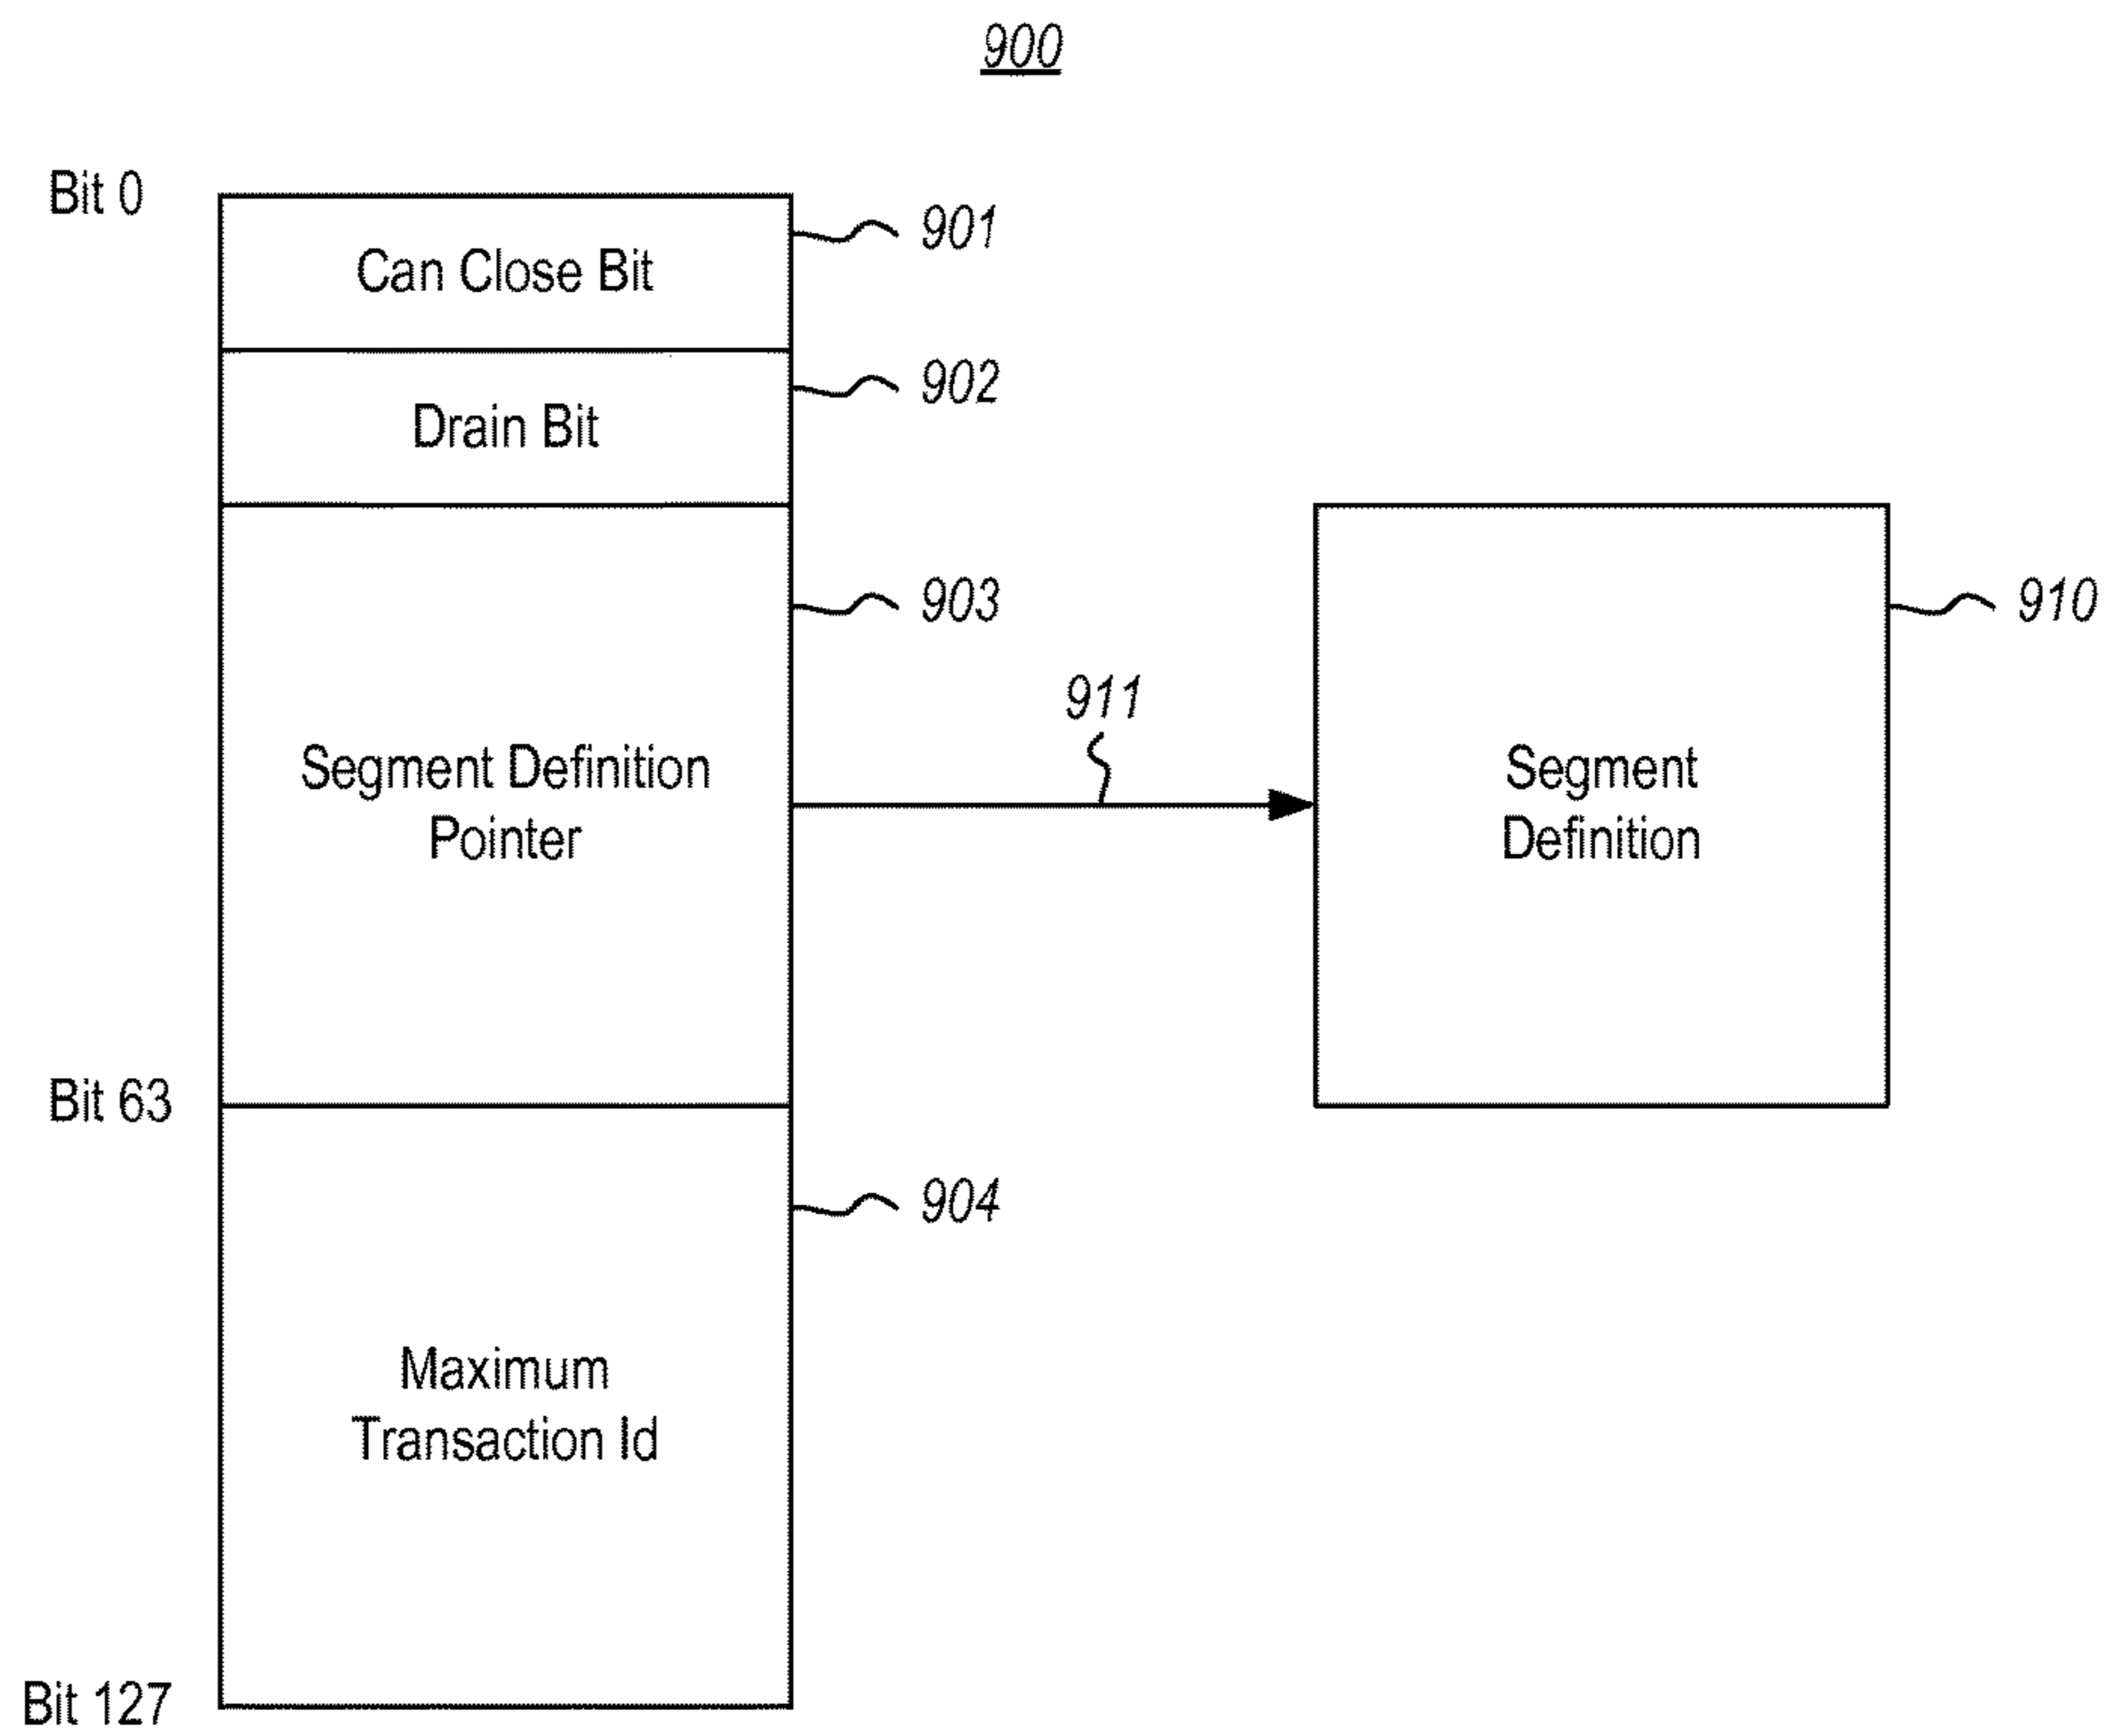 900
Bit 0
901
Can Close Bit
902
Drain Bit
903
910
911
Segment Definition
Pointer
Segment
Definition
Bit 63
904
Maximum
Transaction Id
Bit 127